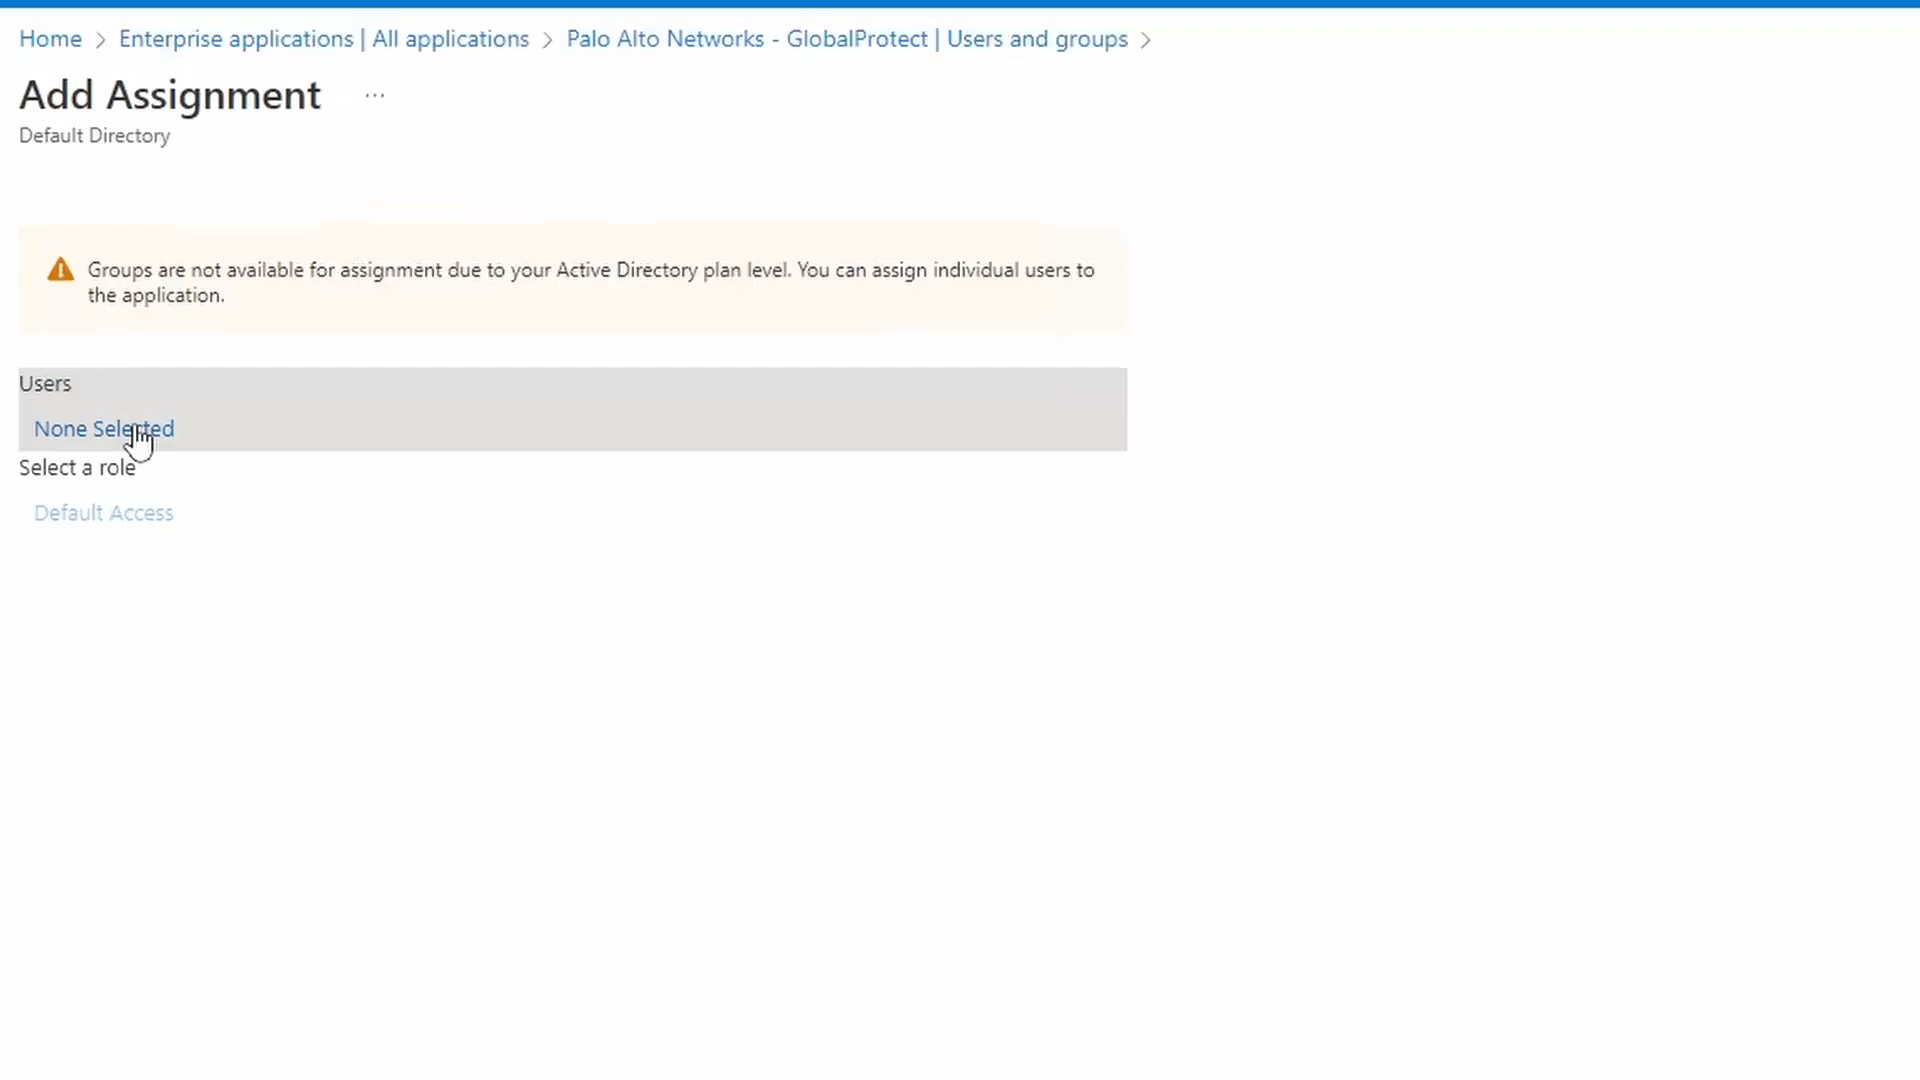 Home > Enterprise applications | All applications > Palo Alto Networks - GlobalProtect | Users and groups >
Add Assignment ...
Default Directory
Groups are not available for assignment due to your Active Directory plan level. You can assign individual users to
the application.
Users
None Selected
Select a role
Default Access